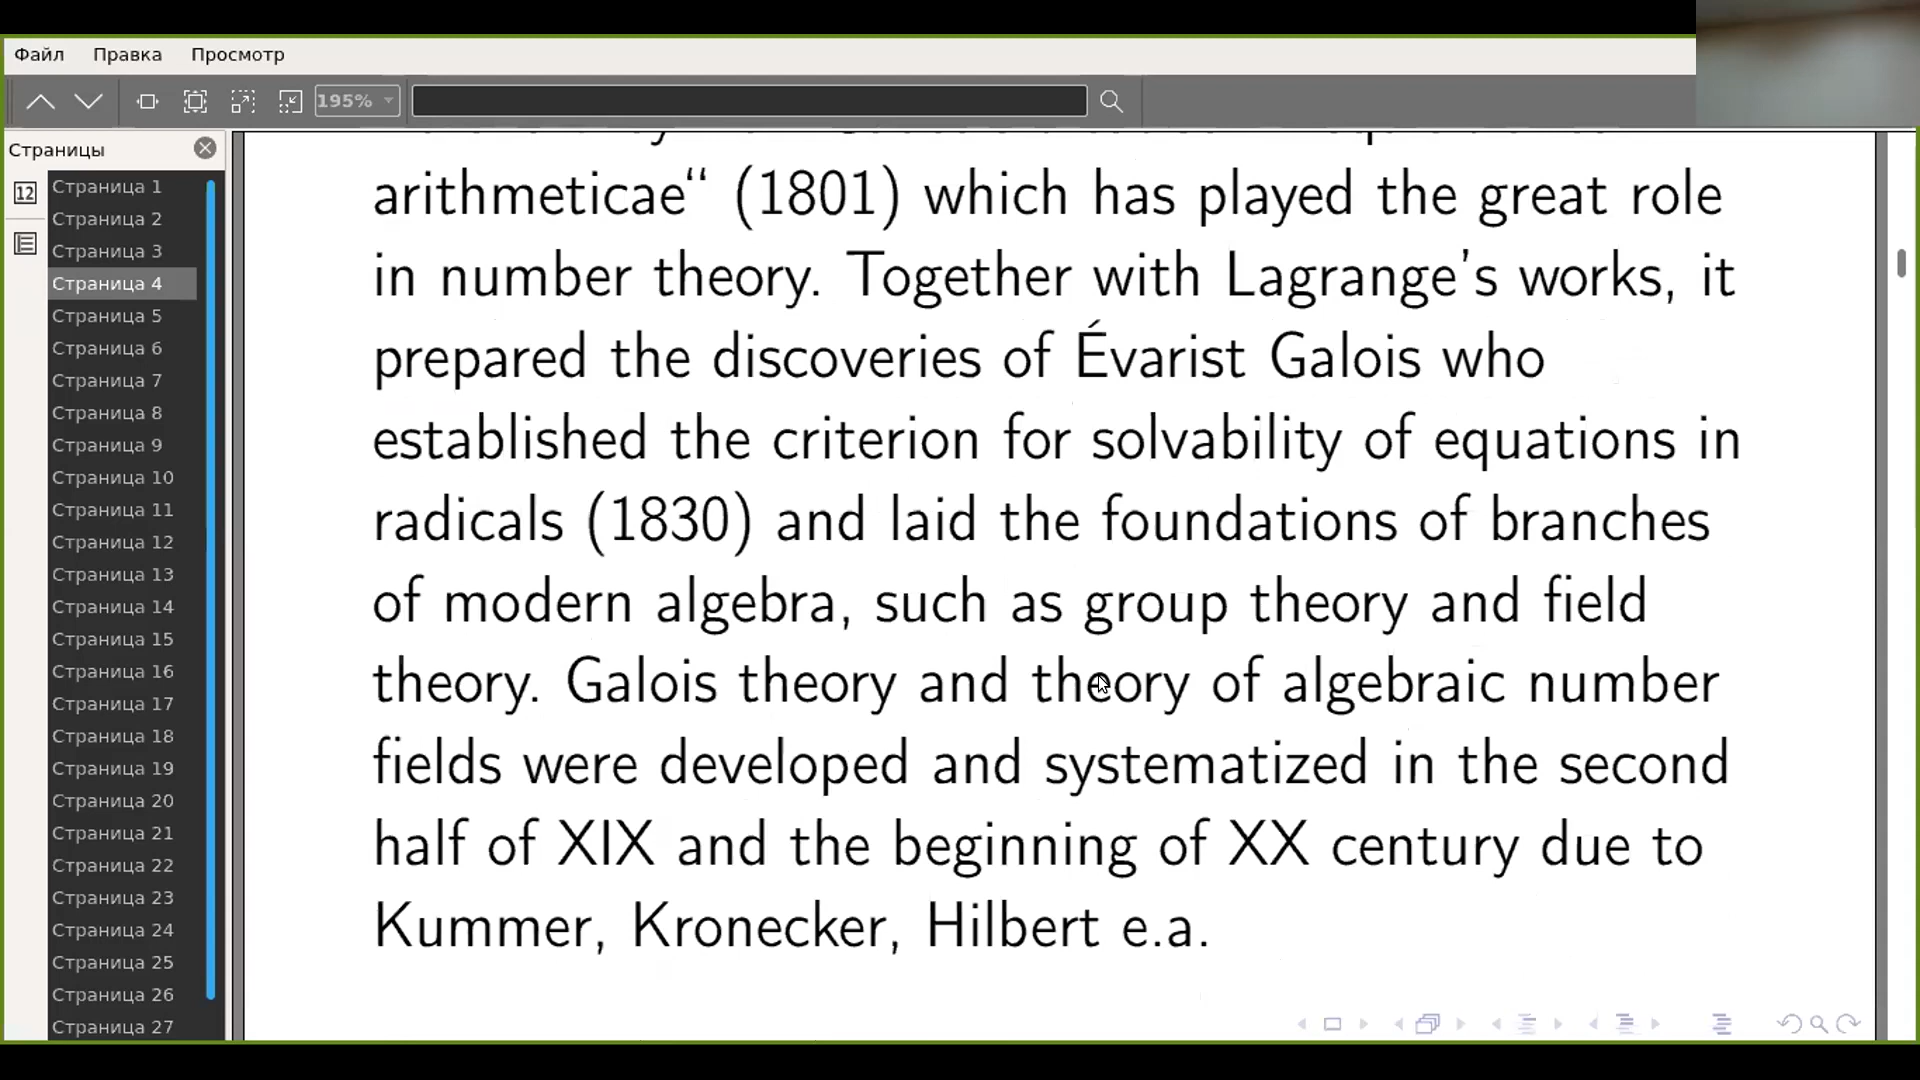 Файл Правка Просмотр
195%
Страницы
12
Страница 1
Страница 2
Страница 3
Страница 4
Страница 5
Страница 6
Страница 7
Страница 8
Страница 9
Страница 10
Страница 11
Страница 12
Страница 13
Страница 14
Страница 15
Страница 16
Страница 17
Страница 18
Страница 19
Страница 20
Страница 21
Страница 22
Страница 23
Страница 24
Страница 25
Страница 26
Страница 27
arithmeticae“ (1801) which has played the great role
in number theory. Together with Lagrange’s works, it
prepared the discoveries of Évarist Galois who
established the criterion for solvability of equations in
radicals (1830) and laid the foundations of branches
of modern algebra, such as group theory and field
theory. Galois theory and theory of algebraic number
fields were developed and systematized in the second
half of XIX and the beginning of XX century due to
Kummer, Kronecker, Hilbert e.a.